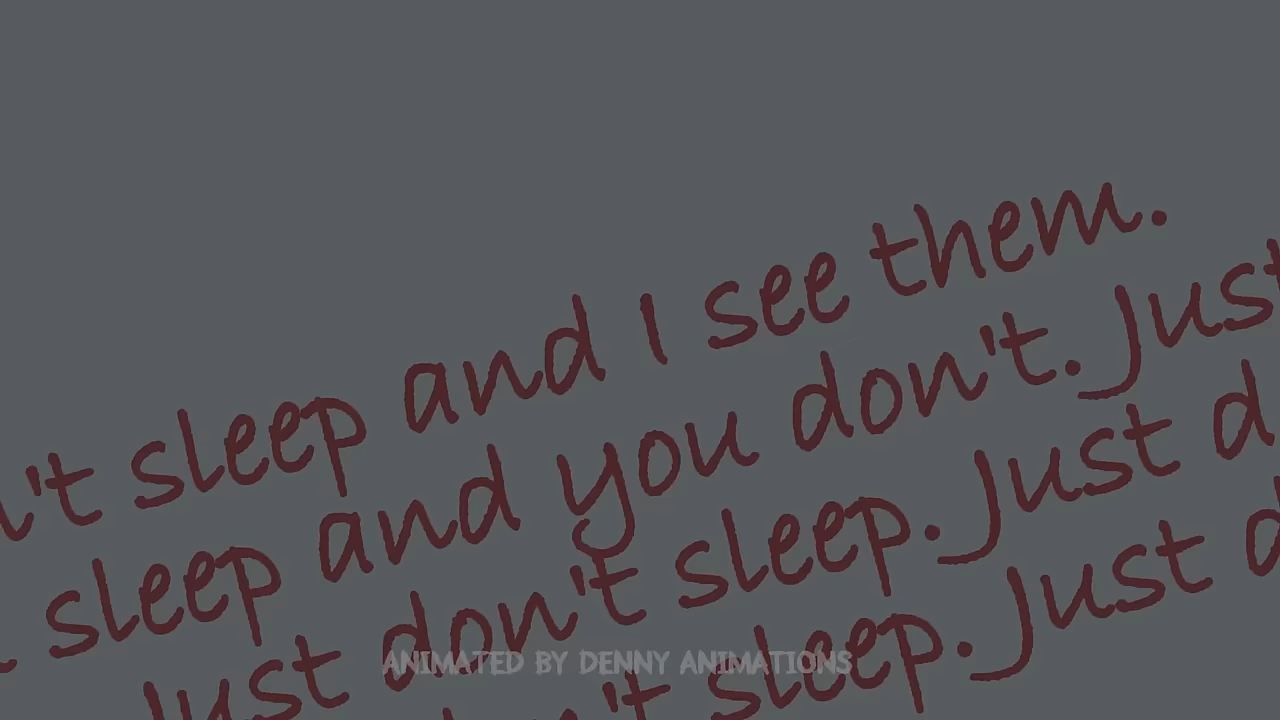 't sleep and I see them.
sleep and you don't. Just
Just don't sleep. Just d
n't sleep. Just d
ANIMATED BY DENNY ANIMATIONS